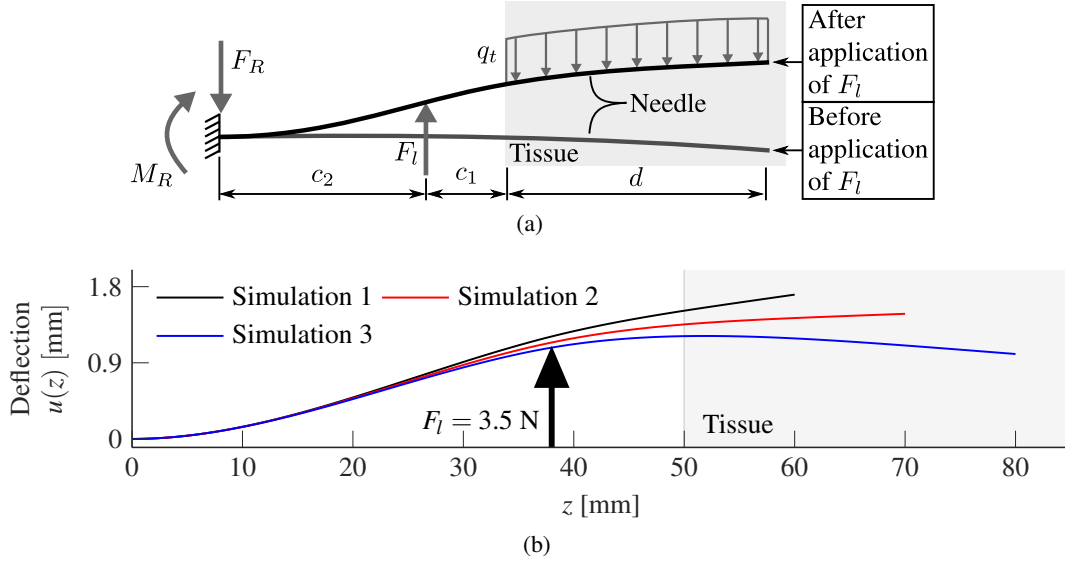 F_R
q_t
After
application
of F_l
Needle
Before
application
of F_l
F_l
Tissue
M_R
c_2
c_1
d
(a)
Deflection
u(z) [mm]
1.8
0.9
0
Simulation 1
Simulation 2
Simulation 3
F_l = 3.5 N
Tissue
0 10 20 30 40 50 60 70 80
z [mm]
(b)